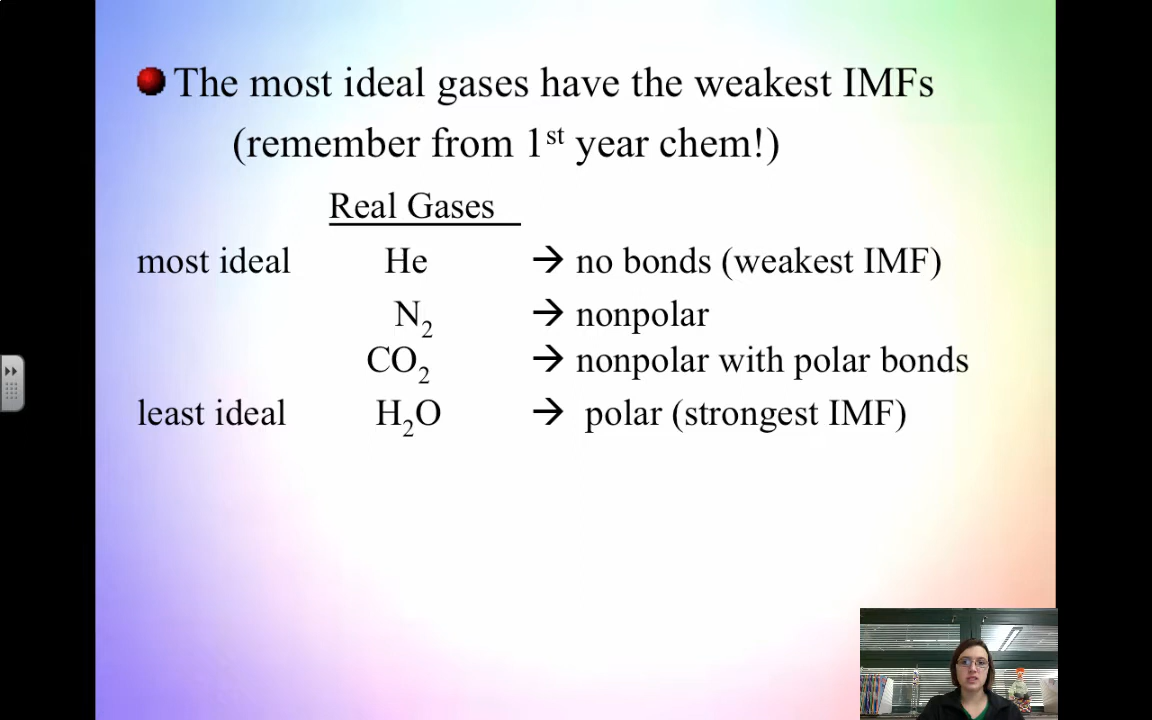 The most ideal gases have the weakest IMFs
(remember from 1st year chem!)
Real Gases
most ideal He → no bonds (weakest IMF)
N2 → nonpolar
CO2 → nonpolar with polar bonds
least ideal H2O → polar (strongest IMF)